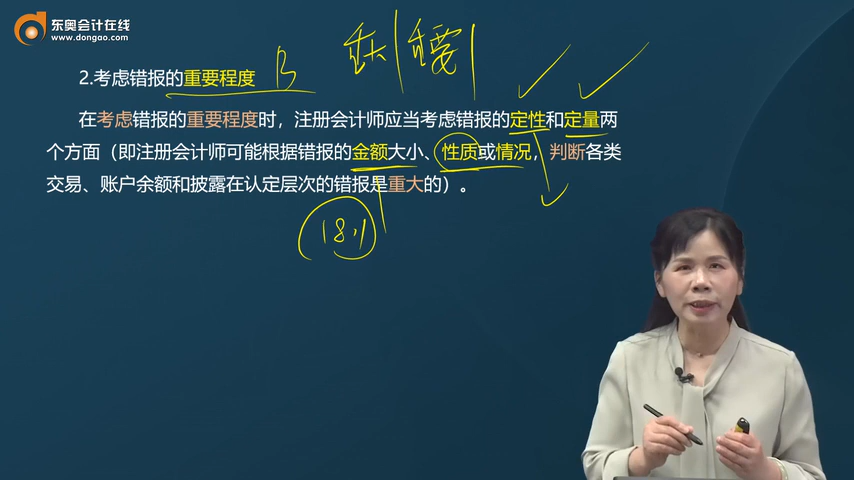 东奥会计在线
www.dongao.com
重大 重要
2.考虑错报的重要程度 B
在考虑错报的重要程度时，注册会计师应当考虑错报的定性和定量两
个方面（即注册会计师可能根据错报的金额大小、性质或情况，判断各类
交易、账户余额和披露在认定层次的错报是重大的）。